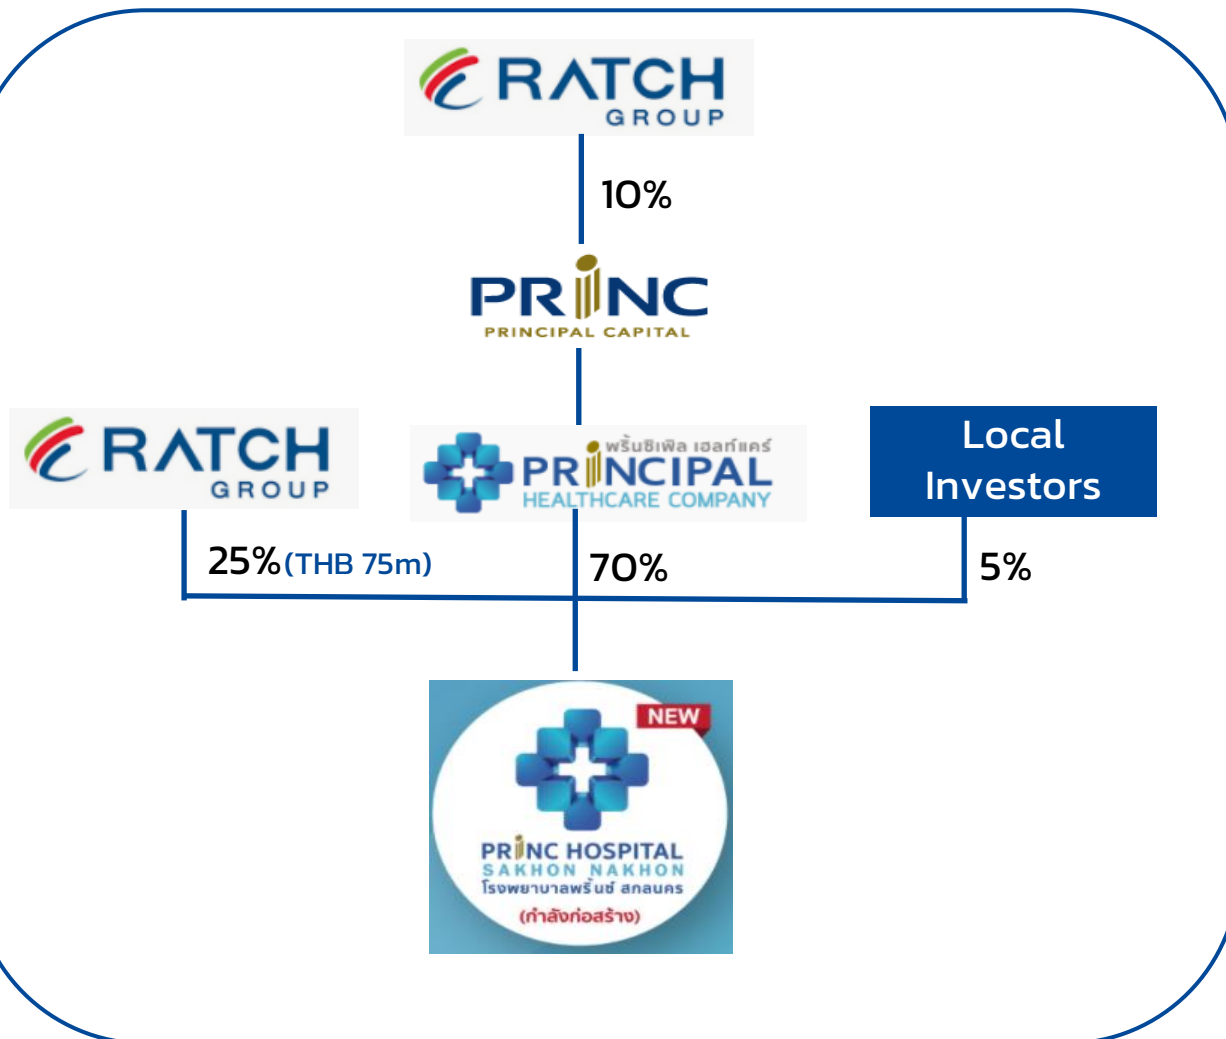 RATCH
GROUP
10%
PRINC
PRINCIPAL CAPITAL
RATCH
GROUP
พริ้นซิเพิล เฮลท์แคร์
PRINCIPAL
HEALTHCARE COMPANY
Local
Investors
25% (THB 75m)
70%
5%
NEW
PRINC HOSPITAL
SAKHON NAKHON
โรงพยาบาลพริ้นซ์ สกลนคร
(กำลังก่อสร้าง)